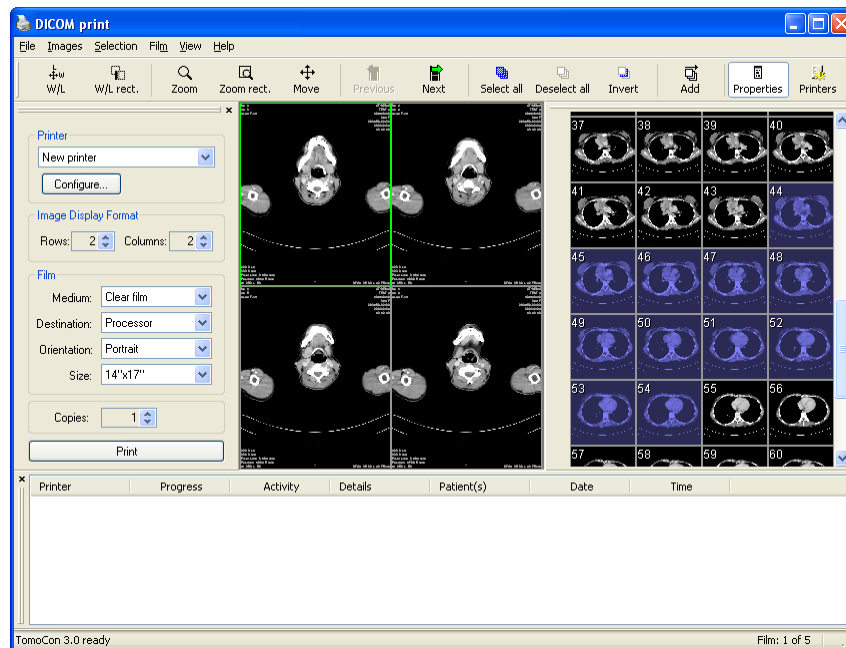 DICOM print
File Images Selection Film View Help
W/L W/L rect. Zoom Zoom rect. Move Previous Next Select all Deselect all Invert Add Properties Printers
Printer
New printer
Configure...
Image Display Format
Rows: 2 Columns: 2
Film
Medium: Clear film
Destination: Processor
Orientation: Portrait
Size: 14"x17"
Copies: 1
Print
37 38 39 40
41 42 43 44
45 46 47 48
49 50 51 52
53 54 55 56
57 58 59 60
Printer Progress Activity Details Patient(s) Date Time
TomoCon 3.0 ready Film: 1 of 5